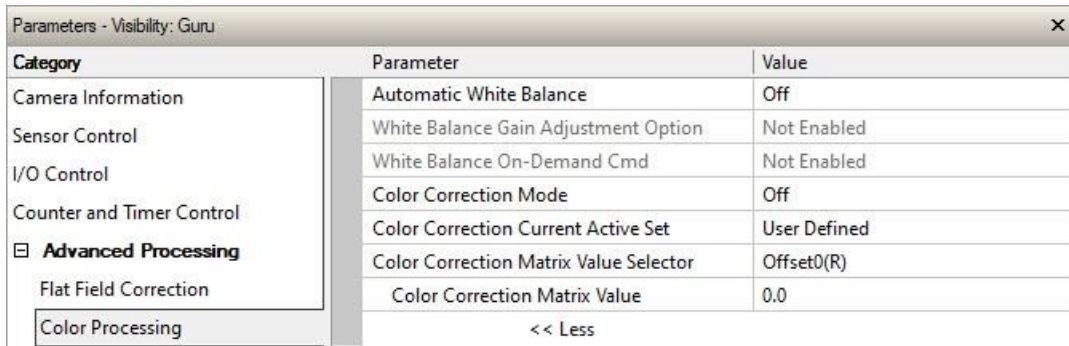 Parameters - Visibility: Guru ×
Category Parameter Value
Camera Information Automatic White Balance Off
White Balance Gain Adjustment Option Not Enabled
Sensor Control
White Balance On-Demand Cmd Not Enabled
I/O Control
Color Correction Mode Off
Counter and Timer Control
Color Correction Current Active Set User Defined
Advanced Processing
Color Correction Matrix Value Selector Offset0(R)
Flat Field Correction
Color Correction Matrix Value 0.0
Color Processing
<< Less